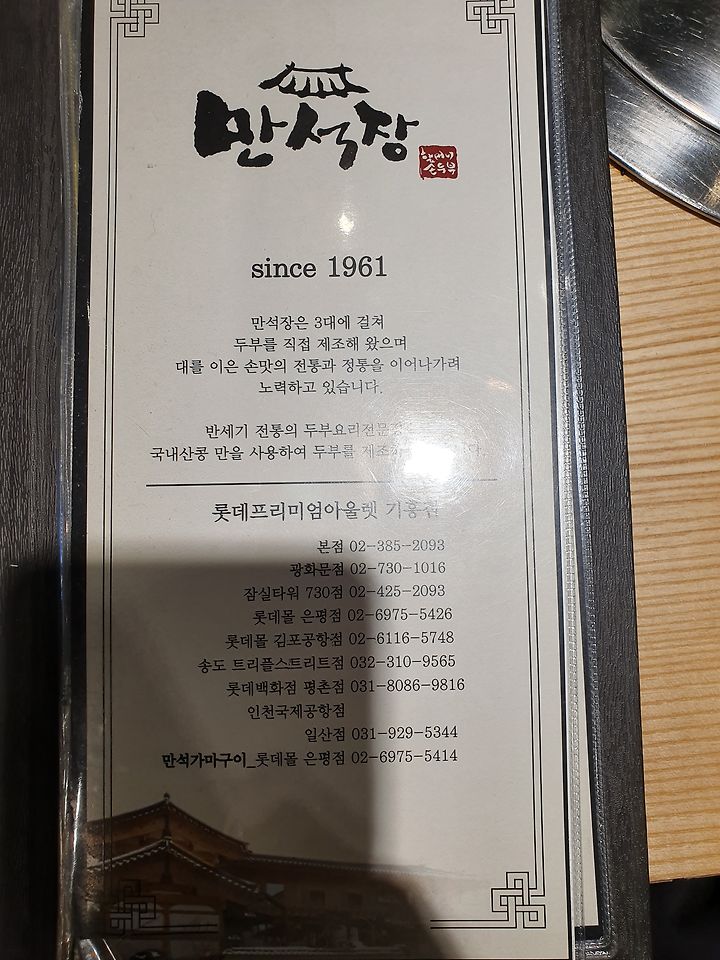 만석장
할머니
손두부
since 1961
만석장은 3대에 걸쳐
두부를 직접 제조해 왔으며
대를 이은 손맛의 전통과 정통을 이어나가려
노력하고 있습니다.
반세기 전통의 두부요리전문점
국내산콩 만을 사용하여 두부를
롯데프리미엄아울렛 기흥점
본점 02-385-2093
광화문점 02-730-1016
잠실타워 730점 02-425-2093
롯데몰 은평점 02-6975-5426
롯데몰 김포공항점 02-6116-5748
송도 트리플스트리트점 032-310-9565
롯데백화점 평촌점 031-8086-9816
인천국제공항점
일산점 031-929-5344
만석가마구이_롯데몰 은평점 02-6975-5414